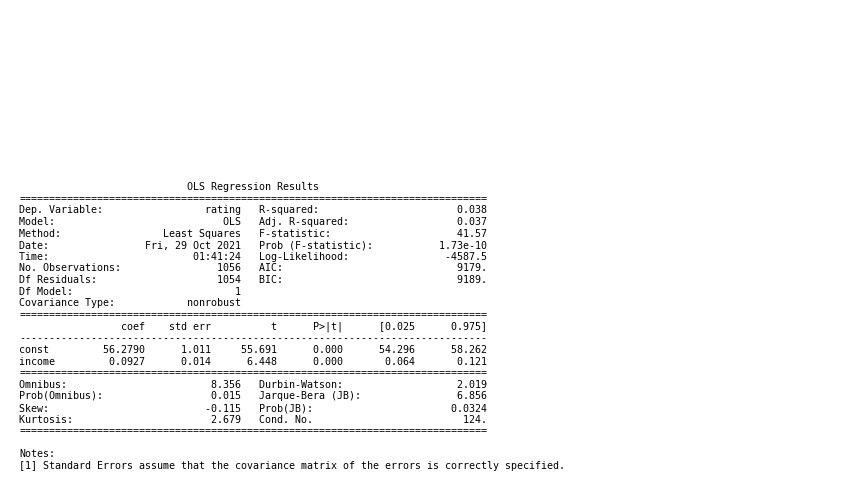 OLS Regression Results
==============================================================================
Dep. Variable:                 rating   R-squared:                       0.038
Model:                            OLS   Adj. R-squared:                  0.037
Method:                 Least Squares   F-statistic:                     41.57
Date:                Fri, 29 Oct 2021   Prob (F-statistic):           1.73e-10
Time:                        01:41:24   Log-Likelihood:                -4587.5
No. Observations:                1056   AIC:                             9179.
Df Residuals:                    1054   BIC:                             9189.
Df Model:                           1
Covariance Type:            nonrobust
==============================================================================
                 coef    std err          t      P>|t|      [0.025      0.975]
------------------------------------------------------------------------------
const         56.2790      1.011     55.691      0.000      54.296      58.262
income         0.0927      0.014      6.448      0.000       0.064       0.121
==============================================================================
Omnibus:                        8.356   Durbin-Watson:                   2.019
Prob(Omnibus):                  0.015   Jarque-Bera (JB):                6.856
Skew:                          -0.115   Prob(JB):                       0.0324
Kurtosis:                       2.679   Cond. No.                         124.
==============================================================================

Notes:
[1] Standard Errors assume that the covariance matrix of the errors is correctly specified.